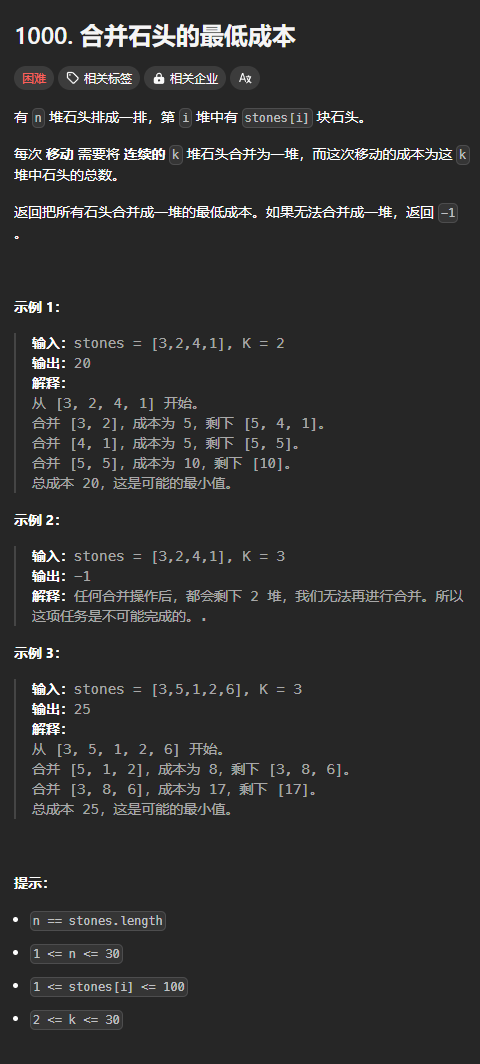 1000. 合并石头的最低成本
困难 相关标签 相关企业
有 n 堆石头排成一排，第 i 堆中有 stones[i] 块石头。
每次 移动 需要将 连续的 k 堆石头合并为一堆，而这次移动的成本为这 k
堆中石头的总数。
返回把所有石头合并成一堆的最低成本。如果无法合并成一堆，返回 -1
。
示例 1：
输入：stones = [3,2,4,1], K = 2
输出：20
解释：
从 [3, 2, 4, 1] 开始。
合并 [3, 2]，成本为 5，剩下 [5, 4, 1]。
合并 [4, 1]，成本为 5，剩下 [5, 5]。
合并 [5, 5]，成本为 10，剩下 [10]。
总成本 20，这是可能的最小值。
示例 2：
输入：stones = [3,2,4,1], K = 3
输出：-1
解释：任何合并操作后，都会剩下 2 堆，我们无法再进行合并。所以
这项任务是不可能完成的。.
示例 3：
输入：stones = [3,5,1,2,6], K = 3
输出：25
解释：
从 [3, 5, 1, 2, 6] 开始。
合并 [5, 1, 2]，成本为 8，剩下 [3, 8, 6]。
合并 [3, 8, 6]，成本为 17，剩下 [17]。
总成本 25，这是可能的最小值。
提示：
n == stones.length
1 <= n <= 30
1 <= stones[i] <= 100
2 <= k <= 30